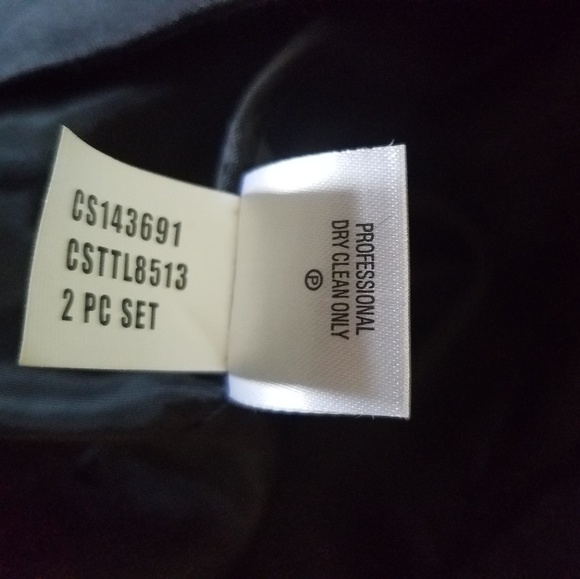 CS143691
CSTTL8513
2 PC SET
PROFESSIONAL
DRY CLEAN ONLY
Ⓟ